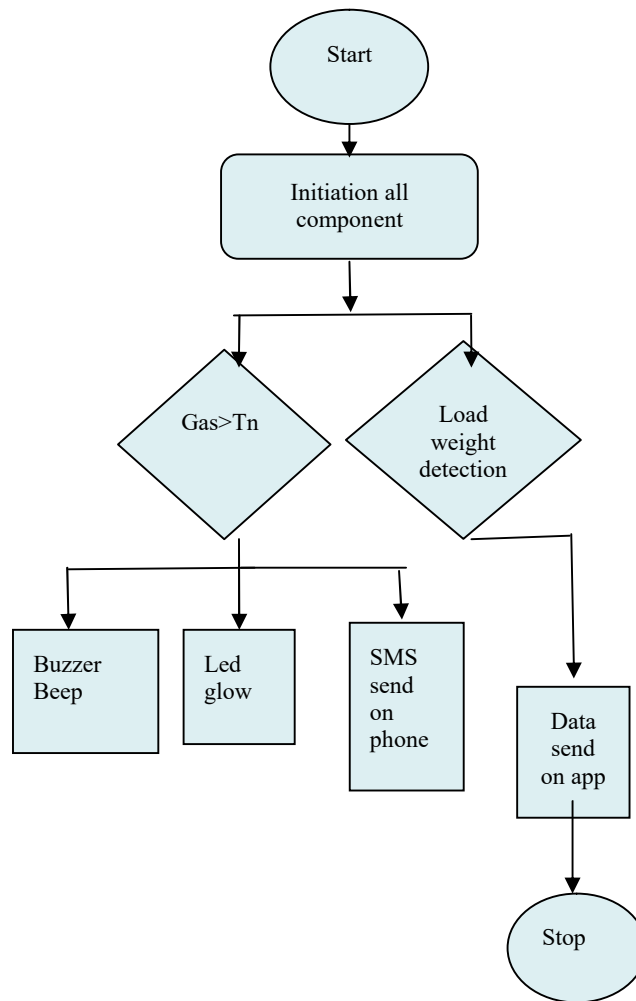 Start
Initiation all
component
Gas>Tn
Load
weight
detection
Buzzer
Beep
Led
glow
SMS
send
on
phone
Data
send
on app
Stop